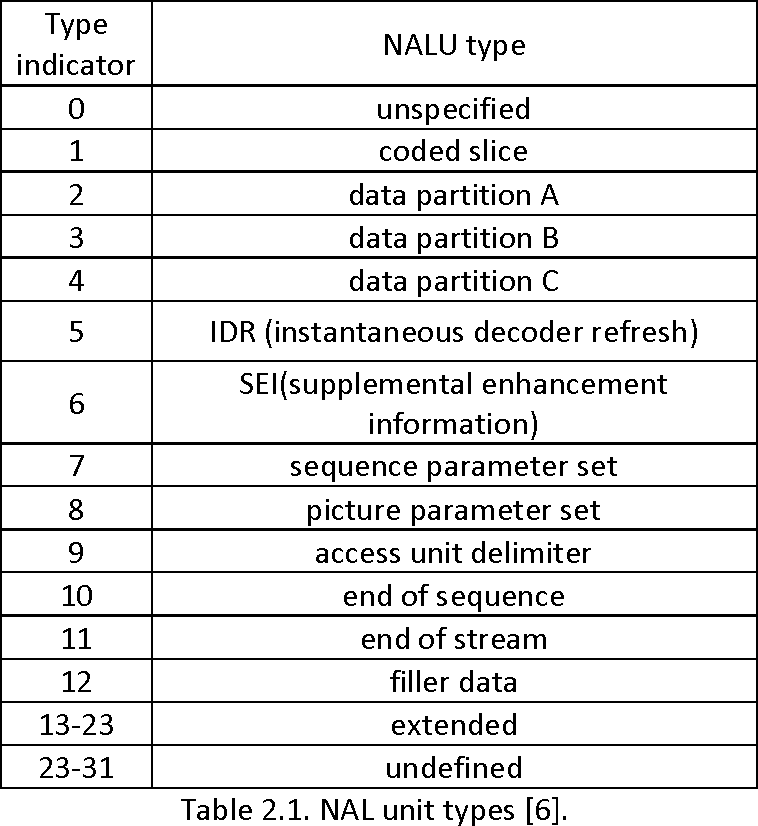 Type indicator NALU type
0 unspecified
1 coded slice
2 data partition A
3 data partition B
4 data partition C
5 IDR (instantaneous decoder refresh)
6 SEI(supplemental enhancement information)
7 sequence parameter set
8 picture parameter set
9 access unit delimiter
10 end of sequence
11 end of stream
12 filler data
13-23 extended
23-31 undefined
Table 2.1. NAL unit types [6].